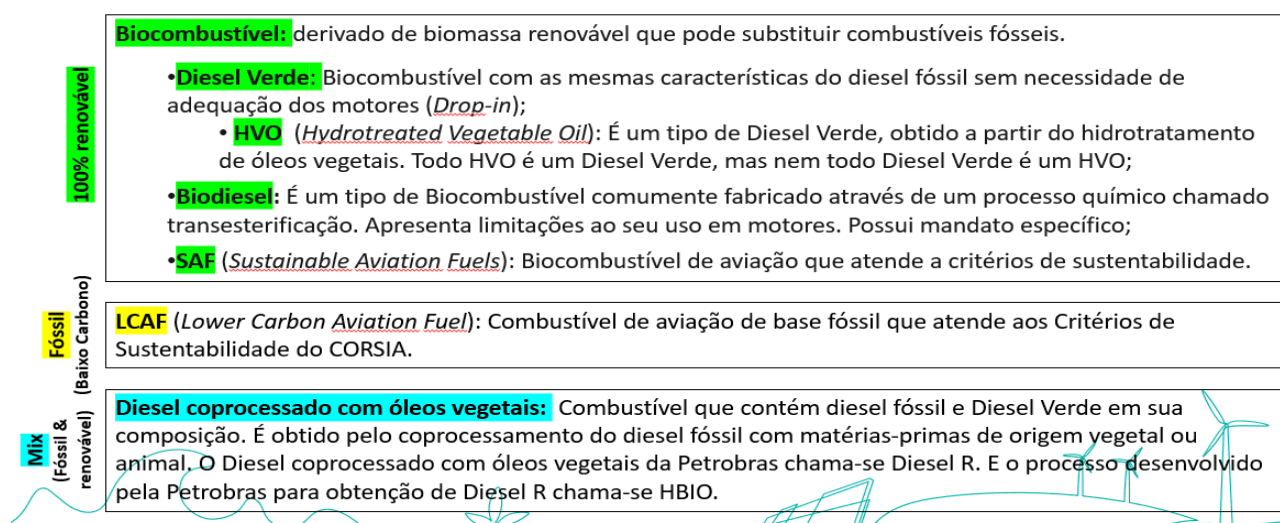 Biocombustível: derivado de biomassa renovável que pode substituir combustíveis fósseis.
100% renovável
•Diesel Verde: Biocombustível com as mesmas características do diesel fóssil sem necessidade de
adequação dos motores (Drop-in);
• HVO (Hydrotreated Vegetable Oil): É um tipo de Diesel Verde, obtido a partir do hidrotratamento
de óleos vegetais. Todo HVO é um Diesel Verde, mas nem todo Diesel Verde é um HVO;
•Biodiesel: É um tipo de Biocombustível comumente fabricado através de um processo químico chamado
transesterificação. Apresenta limitações ao seu uso em motores. Possui mandato específico;
•SAF (Sustainable Aviation Fuels): Biocombustível de aviação que atende a critérios de sustentabilidade.
Fóssil
(Baixo Carbono)
LCAF (Lower Carbon Aviation Fuel): Combustível de aviação de base fóssil que atende aos Critérios de
Sustentabilidade do CORSIA.
Mix
(Fóssil &
renovável)
Diesel coprocessado com óleos vegetais: Combustível que contém diesel fóssil e Diesel Verde em sua
composição. É obtido pelo coprocessamento do diesel fóssil com matérias-primas de origem vegetal ou
animal. O Diesel coprocessado com óleos vegetais da Petrobras chama-se Diesel R. E o processo desenvolvido
pela Petrobras para obtenção de Diesel R chama-se HBIO.